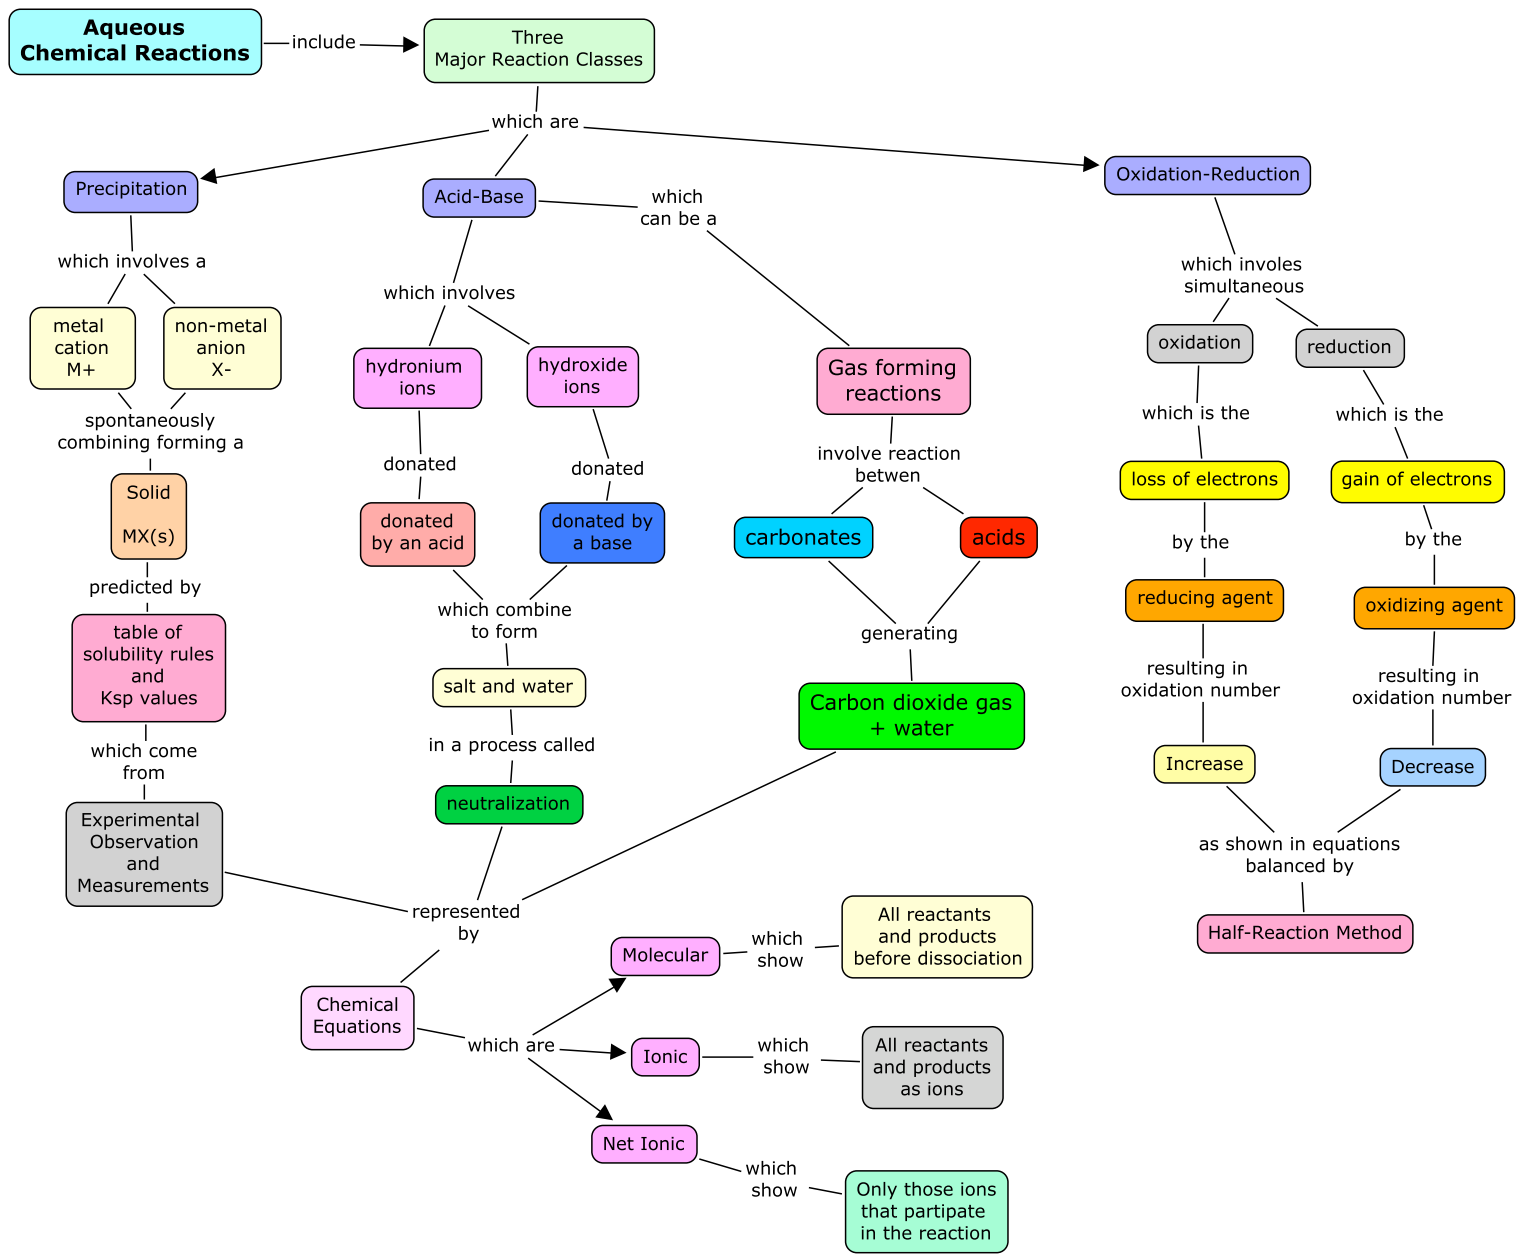 Aqueous
Chemical Reactions
include
Three
Major Reaction Classes
which are
Precipitation
which involves a
metal
cation
M+
non-metal
anion
X-
spontaneously
combining forming a
Solid
MX(s)
predicted by
table of
solubility rules
and
Ksp values
which come
from
Experimental
Observation
and
Measurements
Acid-Base
which involves
hydronium
ions
hydroxide
ions
donated
donated
donated
by an acid
donated by
a base
which combine
to form
salt and water
in a process called
neutralization
which
can be a
Gas forming
reactions
involve reaction
betwen
carbonates
acids
generating
Carbon dioxide gas
+ water
represented
by
Chemical
Equations
which are
Molecular
which
show
All reactants
and products
before dissociation
Ionic
which
show
All reactants
and products
as ions
Net Ionic
which
show
Only those ions
that partipate
in the reaction
Oxidation-Reduction
which involes
simultaneous
oxidation
which is the
loss of electrons
by the
reducing agent
resulting in
oxidation number
Increase
reduction
which is the
gain of electrons
by the
oxidizing agent
resulting in
oxidation number
Decrease
as shown in equations
balanced by
Half-Reaction Method